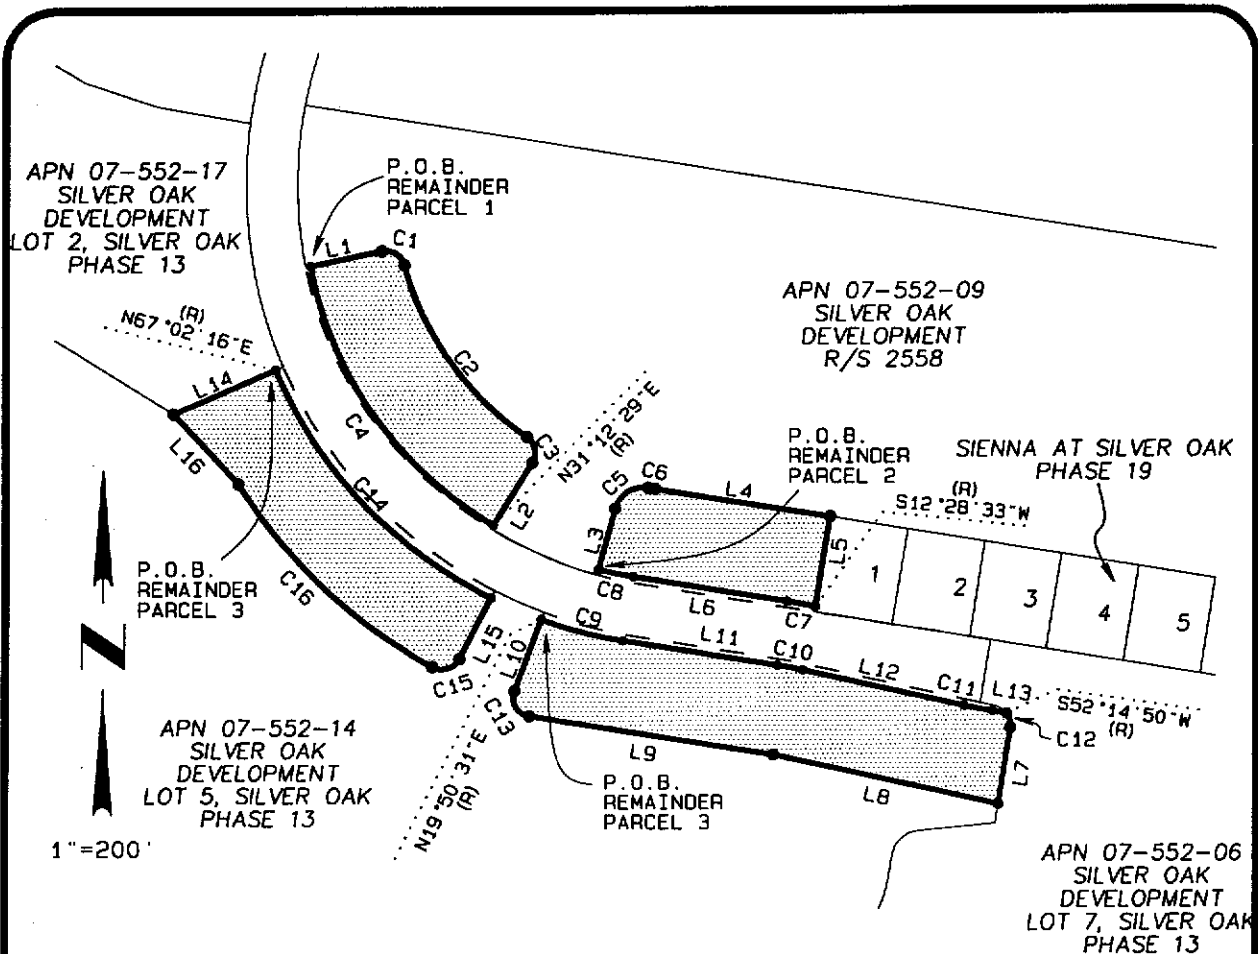 APN 07-552-17
SILVER OAK
DEVELOPMENT
LOT 2, SILVER OAK
PHASE 13
P.O.B.
REMAINDER
PARCEL 1
L1
C1
(R)
N67°02'16"E
APN 07-552-09
SILVER OAK
DEVELOPMENT
R/S 2558
L14
C2
C4
C3
N31°12'29"E
(R)
L2
L16
C14
P.O.B.
REMAINDER
PARCEL 2
SIENNA AT SILVER OAK
PHASE 19
C5
C6
L4
(R)
S12°28'33"W
L3
L5
1
2
3
4
5
P.O.B.
REMAINDER
PARCEL 3
C16
C8
L6
C7
C9
L11
C10
L12
C11
L13
S52°14'50"W
(R)
C12
L15
L10
C15
C13
L9
L7
L8
N19°50'31"E
(R)
P.O.B.
REMAINDER
PARCEL 3
APN 07-552-14
SILVER OAK
DEVELOPMENT
LOT 5, SILVER OAK
PHASE 13
N
1"=200'
APN 07-552-06
SILVER OAK
DEVELOPMENT
LOT 7, SILVER OAK
PHASE 13